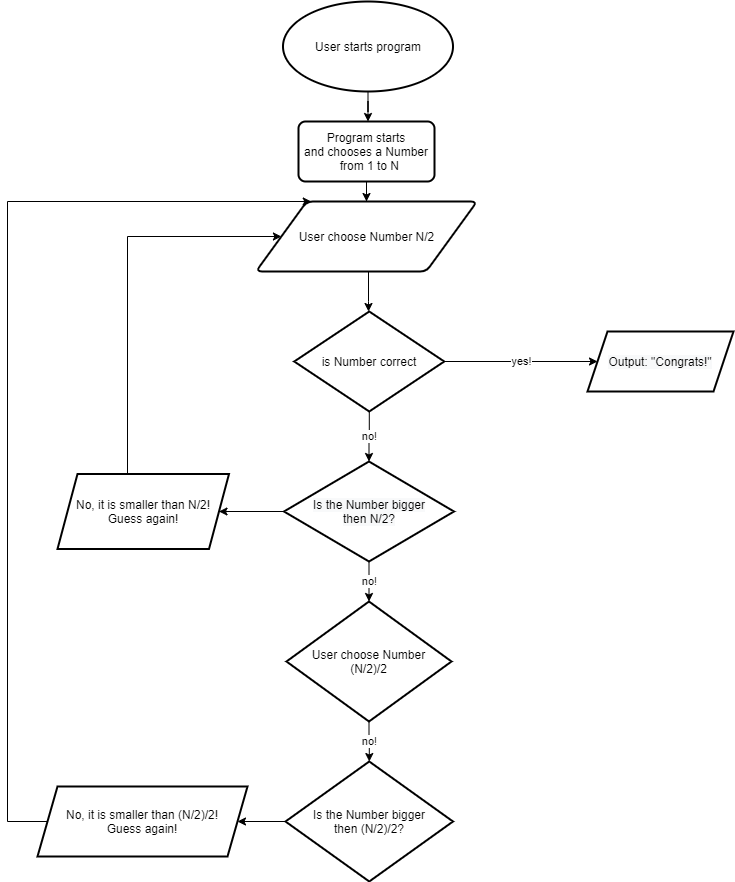 User starts program
Program starts
and chooses a Number
from 1 to N
User choose Number N/2
is Number correct
yes!
Output: "Congrats!"
no!
Is the Number bigger
then N/2?
No, it is smaller than N/2!
Guess again!
no!
User choose Number
(N/2)/2
no!
Is the Number bigger
then (N/2)/2?
No, it is smaller than (N/2)/2!
Guess again!